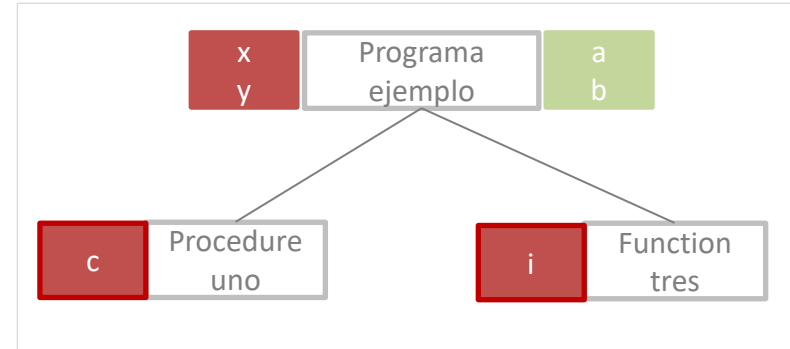 x
y
Programa
ejemplo
a
b
c
Procedure
uno
i
Function
tres